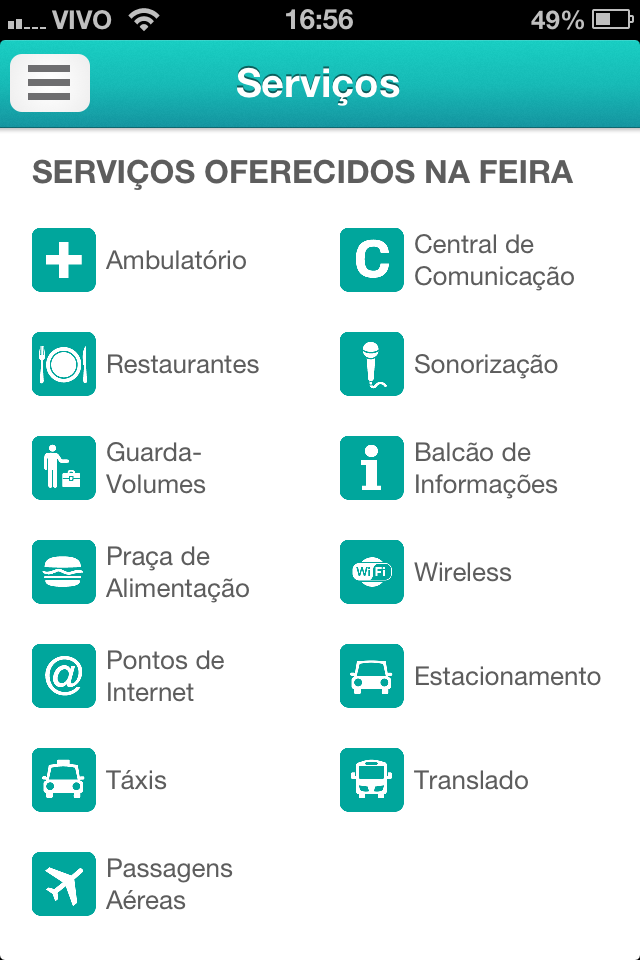 VIVO 16:56 49%
Serviços
SERVIÇOS OFERECIDOS NA FEIRA
Ambulatório
C
Central de
Comunicação
Restaurantes
Sonorização
Guarda-
Volumes
i
Balcão de
Informações
Praça de
Alimentação
WiFi
Wireless
@
Pontos de
Internet
Estacionamento
Táxis
Translado
Passagens
Aéreas